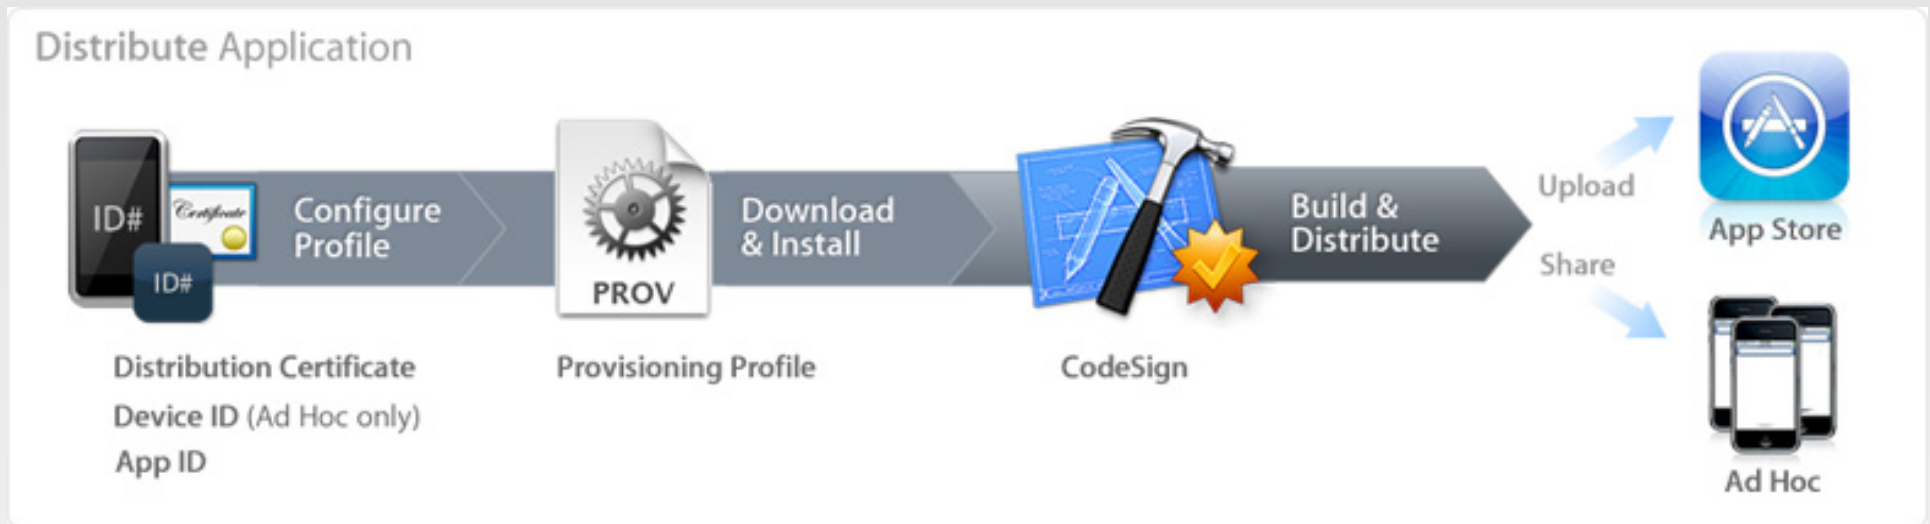 Distribute Application
ID#
Certificate
ID#
Configure
Profile
PROV
Download
& Install
Build &
Distribute
Upload
Share
App Store
Ad Hoc
Distribution Certificate
Device ID (Ad Hoc only)
App ID
Provisioning Profile
CodeSign